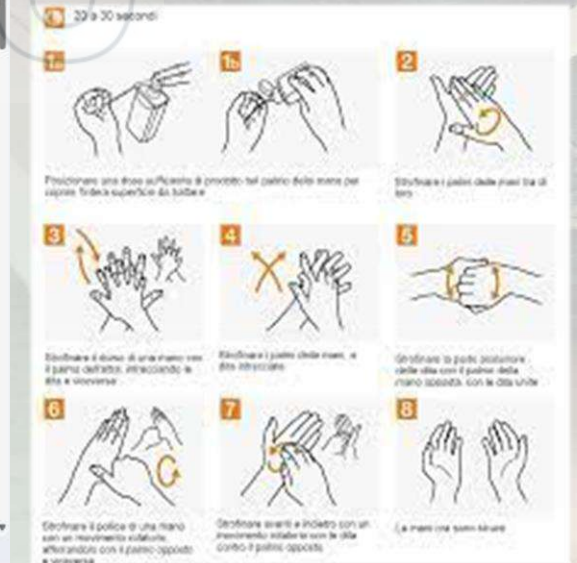 20 a 30 secondi
1a
1b
2
Posizionare una dose sufficiente di prodotto nel palmo della mano per
coprire l'intera superficie da trattare
Strofinare i palmi delle mani tra di
loro
3
4
5
Strofinare il dorso di una mano con
il palmo dell'altra, intrecciando le
dita e viceversa
Strofinare i palmi delle mani, a
dita intrecciate
Strofinare la parte posteriore
delle dita con il palmo della
mano opposta, con le dita unite
6
7
8
Strofinare il pollice di una mano
con un movimento rotatorio,
afferrandolo con il palmo opposto
e viceversa
Strofinare avanti e indietro con un
movimento rotatorio con le dita
contro il palmo opposto
Le mani ora sono sicure